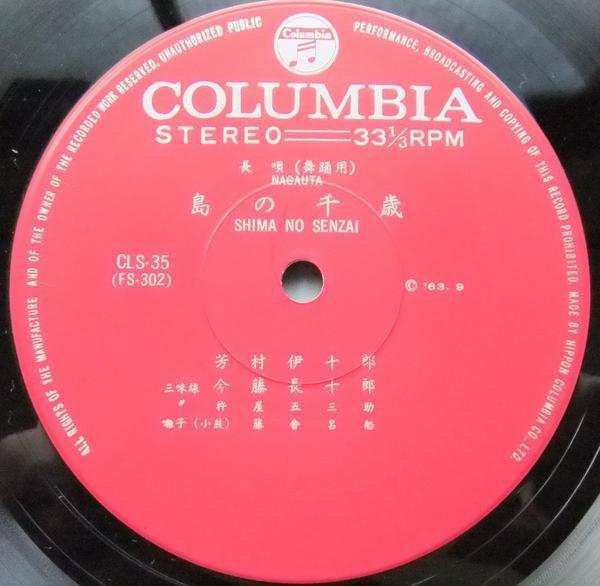 ALL RIGHTS OF THE MANUFACTURE AND OF THE OWNER OF THE RECORDED WORK RESERVED. UNAUTHORIZED PUBLIC PERFORMANCE, BROADCASTING AND COPYING OF THIS RECORD PROHIBITED. MADE BY NIPPON COLUMBIA CO., LTD.
Columbia
COLUMBIA
STEREO 33⅓RPM
長唄(舞踊用)
NAGAUTA
島の千歳
SHIMA NO SENZAI
CLS-35
(FS-302)
© '63. 9
芳村伊十郎
三味線 今藤長十郎
〃 杵屋五三助
囃子(小鼓) 藤舎呂船